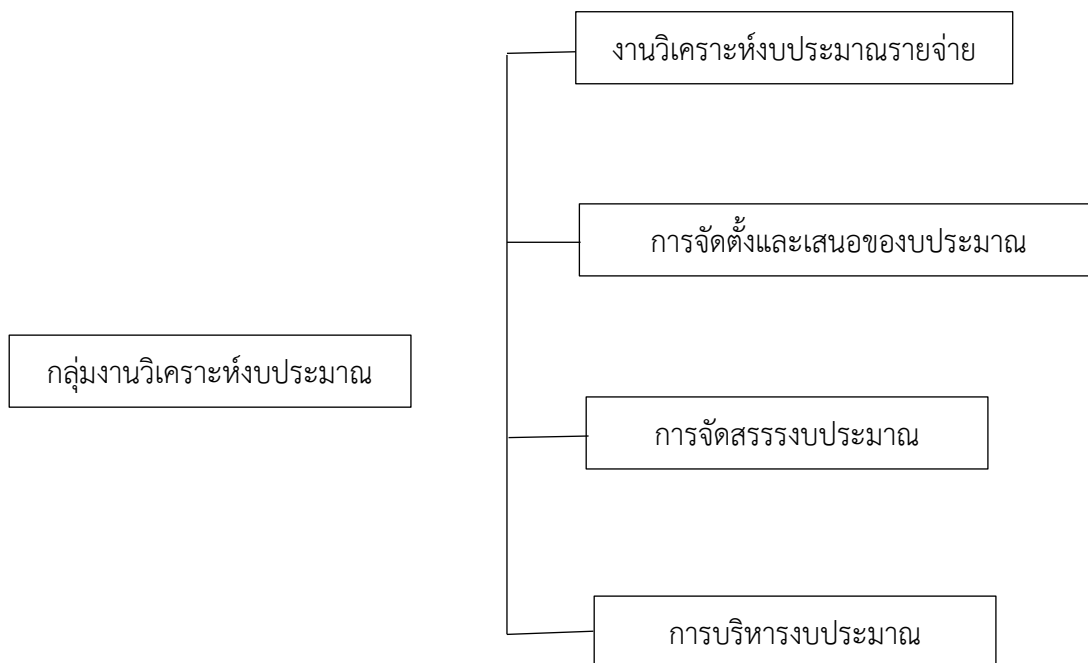 งานวิเคราะห์งบประมาณรายจ่าย
การจัดตั้งและเสนอของบประมาณ
กลุ่มงานวิเคราะห์งบประมาณ
การจัดสรรรงบประมาณ
การบริหารงบประมาณ